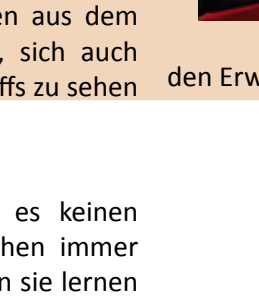 en aus dem
, sich auch
ffs zu sehen
den Erw
es keinen
hen immer
n sie lernen